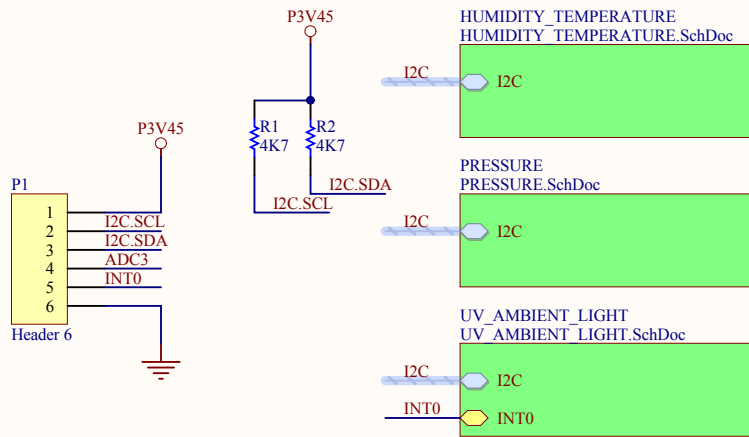 P3V45
P1
1
2 I2C.SCL
3 I2C.SDA
4 ADC3
5 INT0
6
Header 6
P3V45
R1
4K7
R2
4K7
I2C.SDA
I2C.SCL
HUMIDITY_TEMPERATURE
HUMIDITY_TEMPERATURE.SchDoc
I2C I2C
PRESSURE
PRESSURE.SchDoc
I2C I2C
UV_AMBIENT_LIGHT
UV_AMBIENT_LIGHT.SchDoc
I2C I2C
INT0 INT0